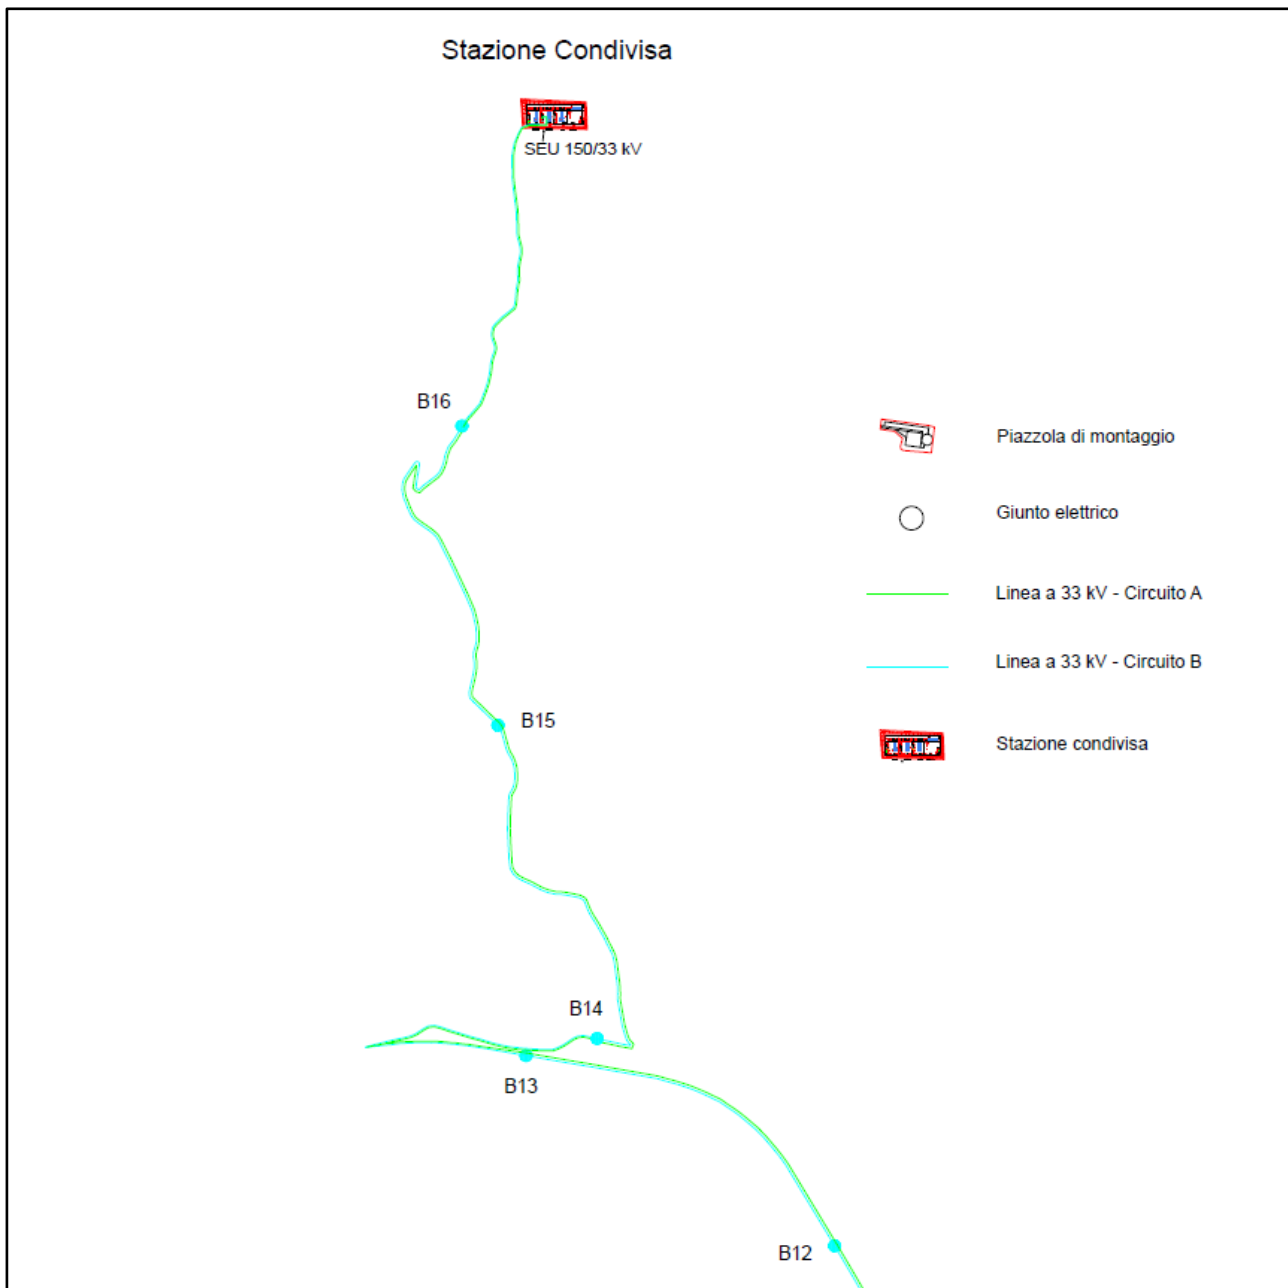 Stazione Condivisa
SEU 150/33 kV
B16
Piazzola di montaggio
Giunto elettrico
Linea a 33 kV - Circuito A
Linea a 33 kV - Circuito B
B15
Stazione condivisa
B14
B13
B12